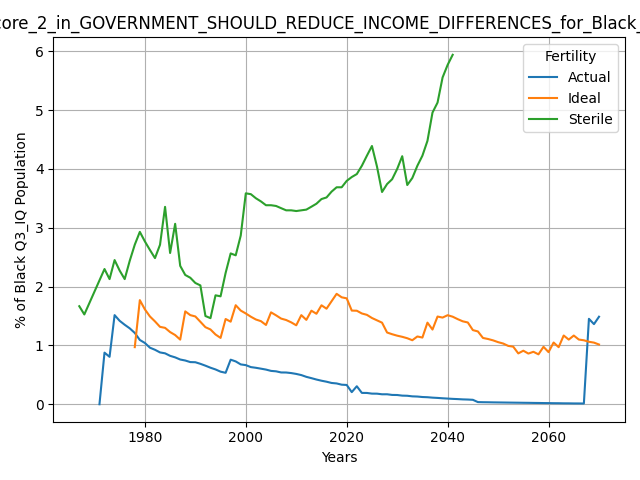 core_2_in_GOVERNMENT_SHOULD_REDUCE_INCOME_DIFFERENCES_for_Black_
% of Black Q3_IQ Population
6
5
4
3
2
1
0
Fertility
Actual
Ideal
Sterile
1980 2000 2020 2040 2060
Years